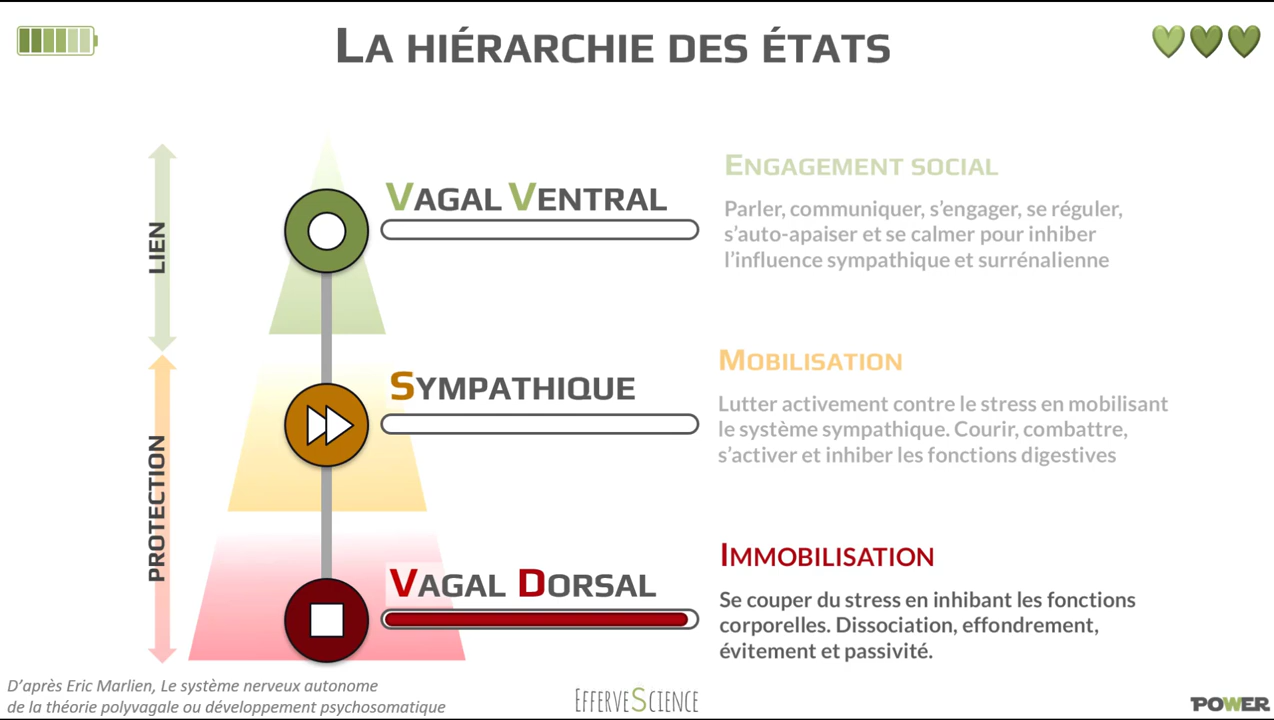 La hiérarchie des états
Vagal Ventral
Engagement social
Parler, communiquer, s’engager, se réguler,
s’auto-apaiser et se calmer pour inhiber
l’influence sympathique et surrénalienne
LIEN
Sympathique
Mobilisation
Lutter activement contre le stress en mobilisant
le système sympathique. Courir, combattre,
s’activer et inhiber les fonctions digestives
PROTECTION
Vagal Dorsal
Immobilisation
Se couper du stress en inhibant les fonctions
corporelles. Dissociation, effondrement,
évitement et passivité.
D’après Eric Marlien, Le système nerveux autonome
de la théorie polyvagale ou développement psychosomatique
EfferveScience
POWER